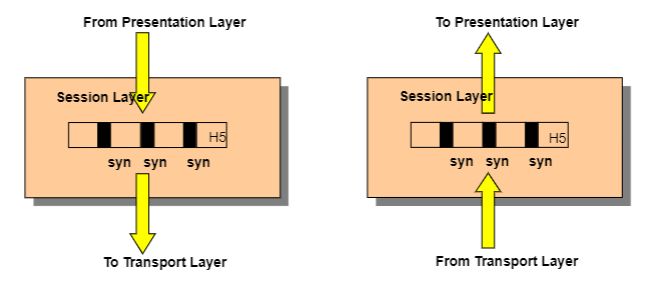 From Presentation Layer
Session Layer
H5
syn syn syn
To Transport Layer
To Presentation Layer
Session Layer
H5
syn syn syn
From Transport Layer